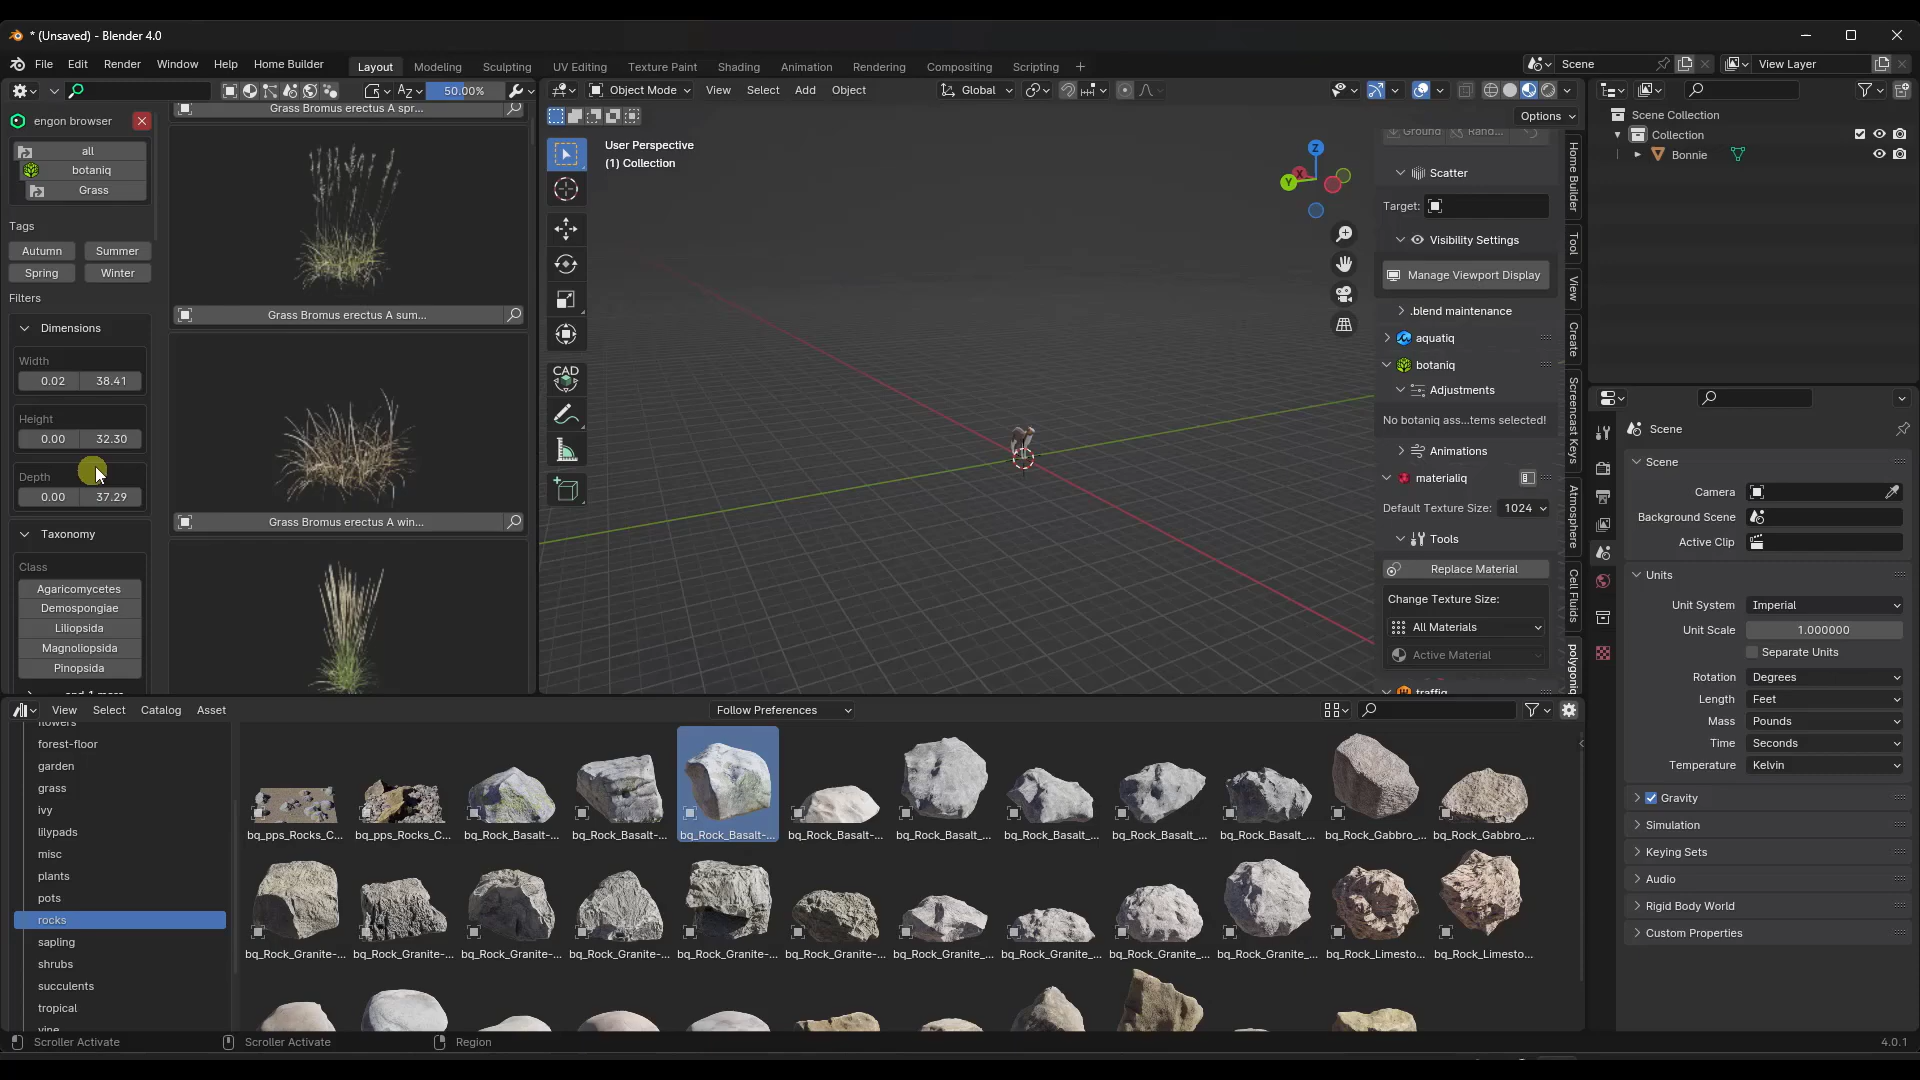 * (Unsaved) - Blender 4.0
File Edit Render Window Help Home Builder
Layout Modeling Sculpting UV Editing Texture Paint Shading Animation Rendering Compositing Scripting +
Scene
View Layer
50.00%
Object Mode View Select Add Object
Global
Options
engon browser
all
botaniq
Grass
Tags
Autumn Summer
Spring Winter
Filters
Dimensions
Width
0.02 38.41
Height
0.00 32.30
Depth
0.00 37.29
Taxonomy
Class
Agaricomycetes
Demospongiae
Liliopsida
Magnoliopsida
Pinopsida
Grass Bromus erectus A spr...
Grass Bromus erectus A sum...
Grass Bromus erectus A win...
User Perspective
(1) Collection
CAD
Z
X
Y
Ground Rand...
Scatter
Target:
Visibility Settings
Manage Viewport Display
.blend maintenance
aquatiq
botaniq
Adjustments
No botaniq ass...tems selected!
Animations
materialiq
Default Texture Size: 1024
Tools
Replace Material
Change Texture Size:
All Materials
Active Material
traffiq
Home Builder
Tool
View
Create
Screencast Keys
Atmosphere
Cell Fluids
polygoniq
Scene Collection
Collection
Bonnie
Scene
Scene
Camera
Background Scene
Active Clip
Units
Unit System Imperial
Unit Scale 1.000000
Separate Units
Rotation Degrees
Length Feet
Mass Pounds
Time Seconds
Temperature Kelvin
Gravity
Simulation
Keying Sets
Audio
Rigid Body World
Custom Properties
View Select Catalog Asset
Follow Preferences
flowers
forest-floor
garden
grass
ivy
lilypads
misc
plants
pots
rocks
sapling
shrubs
succulents
tropical
vine
bq_pps_Rocks_C... bq_pps_Rocks_C... bq_Rock_Basalt-... bq_Rock_Basalt-... bq_Rock_Basalt-... bq_Rock_Basalt-... bq_Rock_Basalt_... bq_Rock_Basalt_... bq_Rock_Basalt_... bq_Rock_Basalt_... bq_Rock_Gabbro_... bq_Rock_Gabbro_...
bq_Rock_Granite-... bq_Rock_Granite-... bq_Rock_Granite-... bq_Rock_Granite-... bq_Rock_Granite-... bq_Rock_Granite-... bq_Rock_Granite_... bq_Rock_Granite_... bq_Rock_Granite_... bq_Rock_Granite_... bq_Rock_Limesto... bq_Rock_Limesto...
Scroller Activate Scroller Activate Region
4.0.1